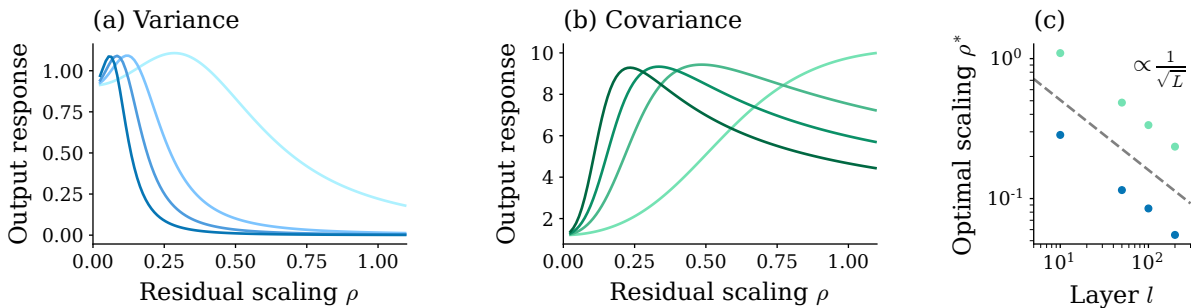 (a) Variance
Output response
1.00
0.75
0.50
0.25
0.00
0.00 0.25 0.50 0.75 1.00
Residual scaling ρ
(b) Covariance
Output response
10
8
6
4
2
0.00 0.25 0.50 0.75 1.00
Residual scaling ρ
(c)
Optimal scaling ρ*
10⁰
10⁻¹
∝ 1/√L
10¹ 10²
Layer l